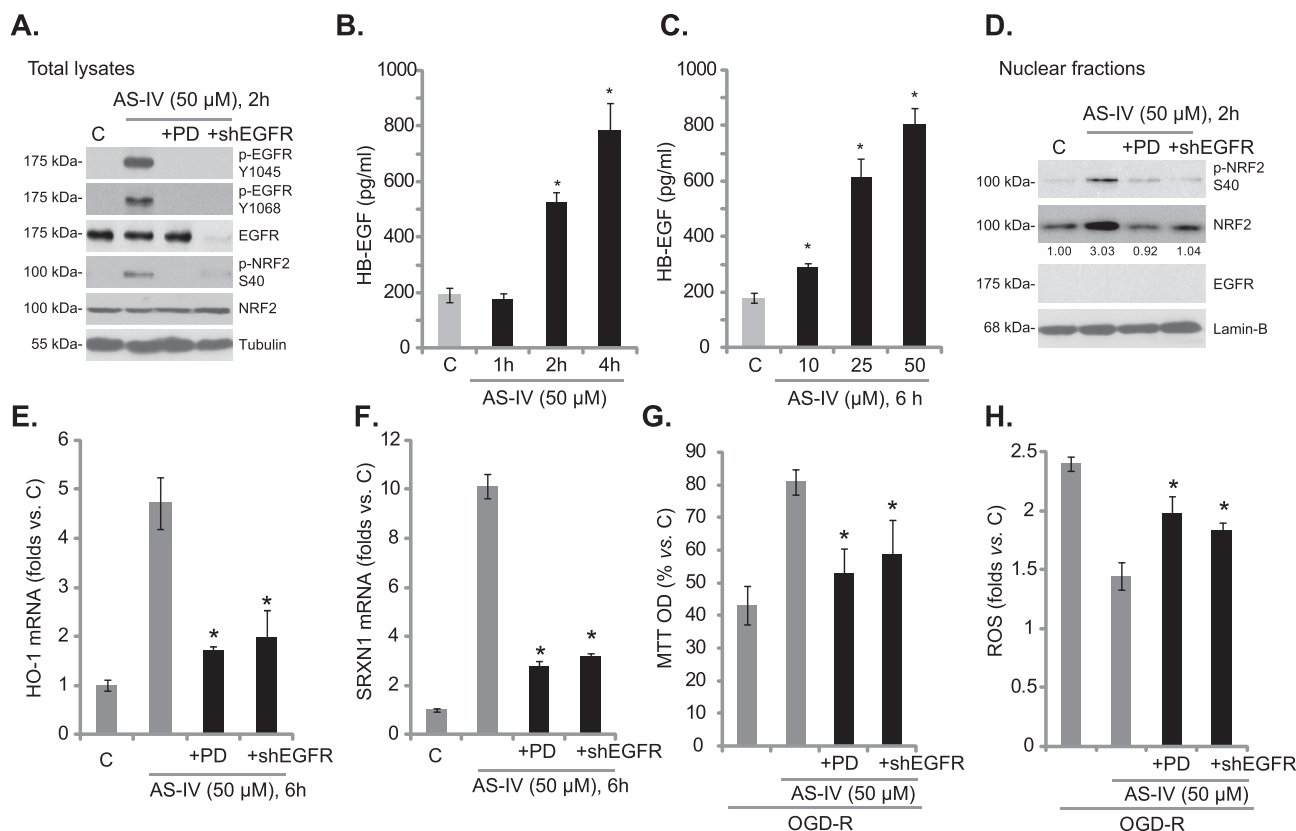 A.
Total lysates
AS-IV (50 µM), 2h
C +PD +shEGFR
175 kDa- p-EGFR
Y1045
175 kDa- p-EGFR
Y1068
175 kDa- EGFR
100 kDa- p-NRF2
S40
100 kDa- NRF2
55 kDa- Tubulin
B.
HB-EGF (pg/ml)
1000
800
600
400
200
0
* *
C 1h 2h 4h
AS-IV (50 µM)
C.
HB-EGF (pg/ml)
1000
800
600
400
200
0
* * *
C 10 25 50
AS-IV (µM), 6 h
D.
Nuclear fractions
AS-IV (50 µM), 2h
C +PD +shEGFR
100 kDa- p-NRF2
S40
100 kDa- NRF2
1.00 3.03 0.92 1.04
175 kDa- EGFR
68 kDa- Lamin-B
E.
HO-1 mRNA (folds vs. C)
6
5
4
3
2
1
0
* *
C +PD +shEGFR
AS-IV (50 µM), 6h
F.
SRXN1 mRNA (folds vs. C)
12
10
8
6
4
2
0
* *
C +PD +shEGFR
AS-IV (50 µM), 6h
G.
MTT OD (% vs. C)
90
80
70
60
50
40
30
20
10
0
* *
+PD +shEGFR
AS-IV (50 µM)
OGD-R
H.
ROS (folds vs. C)
2.5
2
1.5
1
0.5
0
* *
+PD +shEGFR
AS-IV (50 µM)
OGD-R